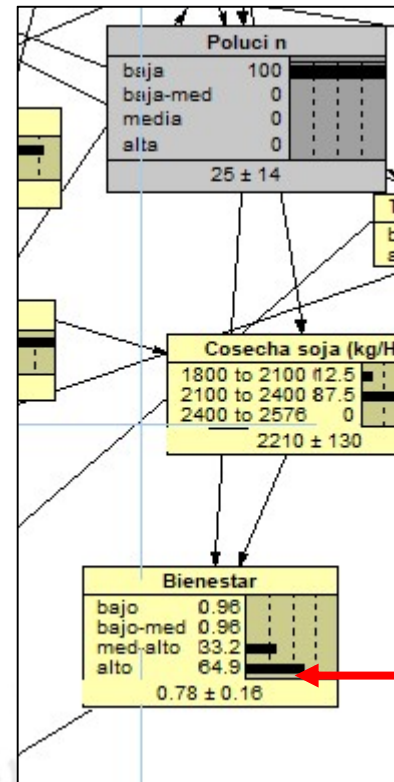 Poluci n
baja 100
baja-med 0
media 0
alta 0
25 ± 14
Cosecha soja (kg/H
1800 to 2100 12.5
2100 to 2400 87.5
2400 to 2576 0
2210 ± 130
Bienestar
bajo 0.96
bajo-med 0.96
med-alto 33.2
alto 64.9
0.78 ± 0.16